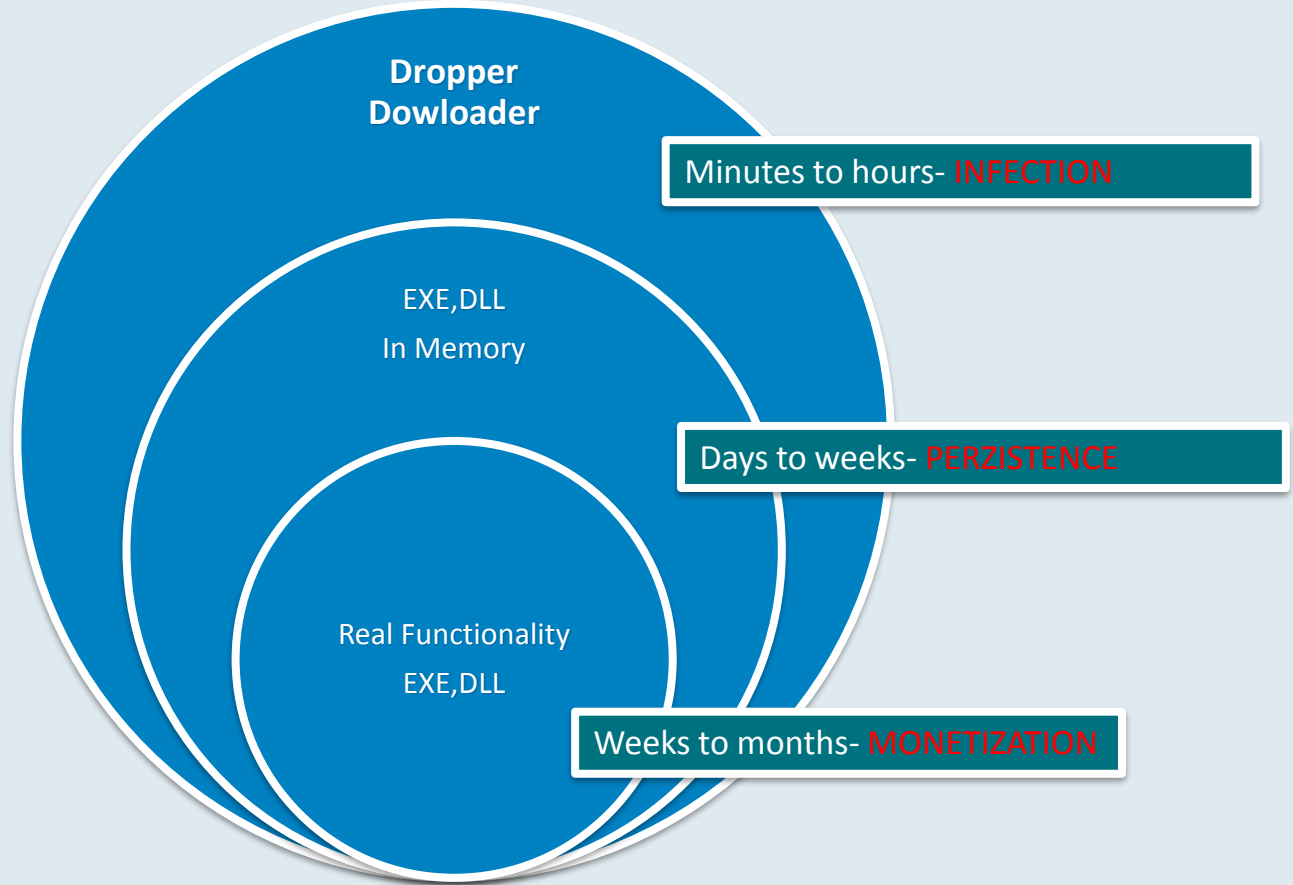 Dropper
Dowloader
Minutes to hours- INFECTION
EXE,DLL
In Memory
Days to weeks- PERZISTENCE
Real Functionality
EXE,DLL
Weeks to months- MONETIZATION